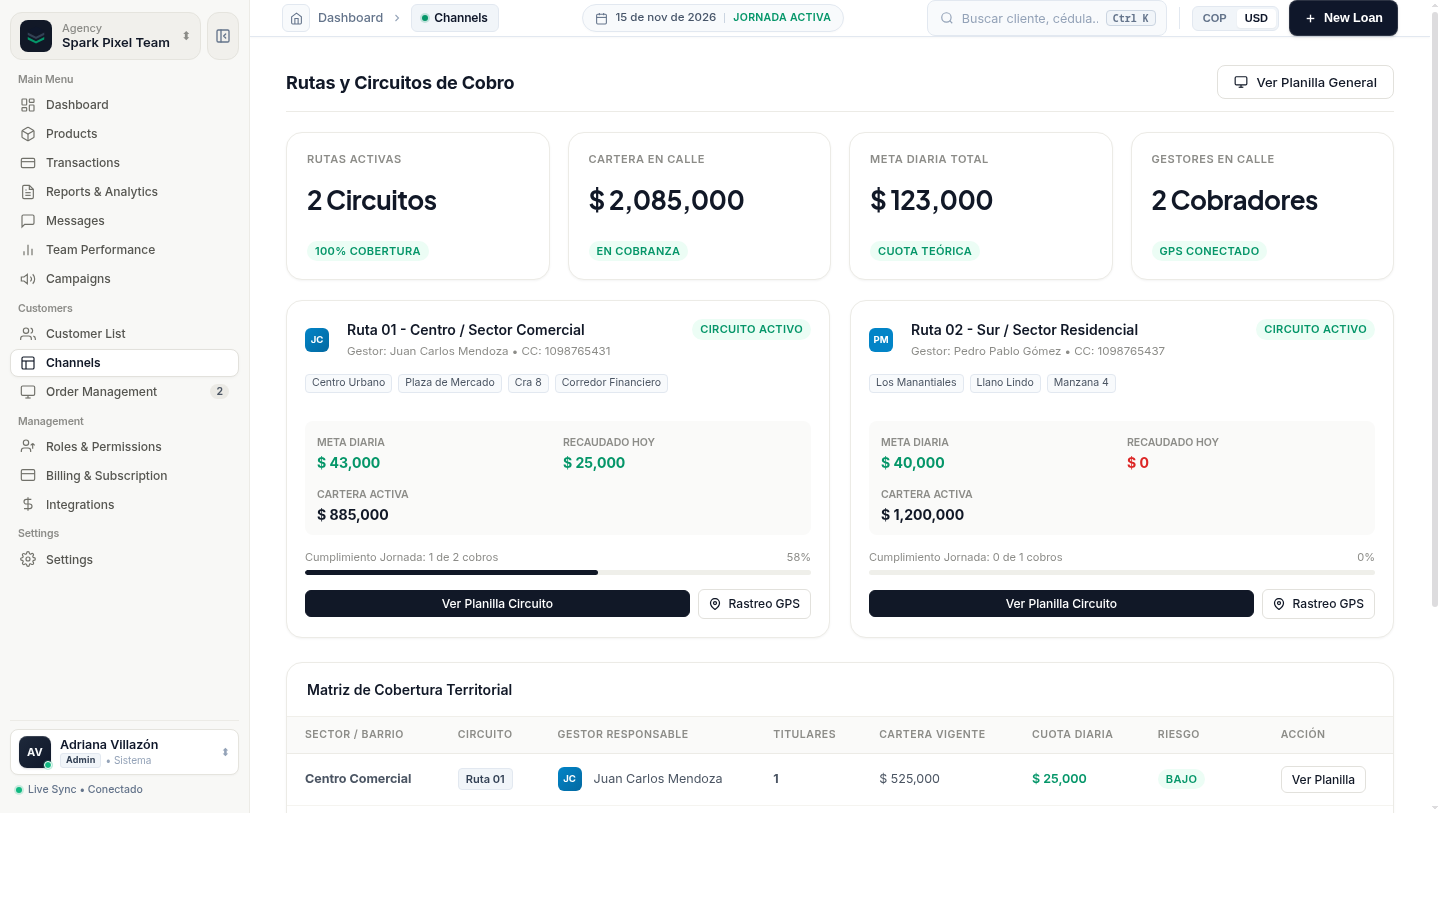 Agency
Spark Pixel Team
Main Menu
Dashboard
Products
Transactions
Reports & Analytics
Messages
Team Performance
Campaigns
Customers
Customer List
Channels
Order Management 2
Management
Roles & Permissions
Billing & Subscription
Integrations
Settings
Settings
AV
Adriana Villazón
Admin • Sistema
Live Sync • Conectado
Dashboard > Channels
15 de nov de 2026 | JORNADA ACTIVA
Buscar cliente, cédula.. Ctrl K
COP USD
+ New Loan
Rutas y Circuitos de Cobro
Ver Planilla General
RUTAS ACTIVAS
2 Circuitos
100% COBERTURA
CARTERA EN CALLE
$ 2,085,000
EN COBRANZA
META DIARIA TOTAL
$ 123,000
CUOTA TEÓRICA
GESTORES EN CALLE
2 Cobradores
GPS CONECTADO
JC
Ruta 01 - Centro / Sector Comercial
CIRCUITO ACTIVO
Gestor: Juan Carlos Mendoza • CC: 1098765431
Centro Urbano Plaza de Mercado Cra 8 Corredor Financiero
META DIARIA RECAUDADO HOY
$ 43,000 $ 25,000
CARTERA ACTIVA
$ 885,000
Cumplimiento Jornada: 1 de 2 cobros 58%
Ver Planilla Circuito Rastreo GPS
PM
Ruta 02 - Sur / Sector Residencial
CIRCUITO ACTIVO
Gestor: Pedro Pablo Gómez • CC: 1098765437
Los Manantiales Llano Lindo Manzana 4
META DIARIA RECAUDADO HOY
$ 40,000 $ 0
CARTERA ACTIVA
$ 1,200,000
Cumplimiento Jornada: 0 de 1 cobros 0%
Ver Planilla Circuito Rastreo GPS
Matriz de Cobertura Territorial
SECTOR / BARRIO CIRCUITO GESTOR RESPONSABLE TITULARES CARTERA VIGENTE CUOTA DIARIA RIESGO ACCIÓN
Centro Comercial Ruta 01 JC Juan Carlos Mendoza 1 $ 525,000 $ 25,000 BAJO Ver Planilla